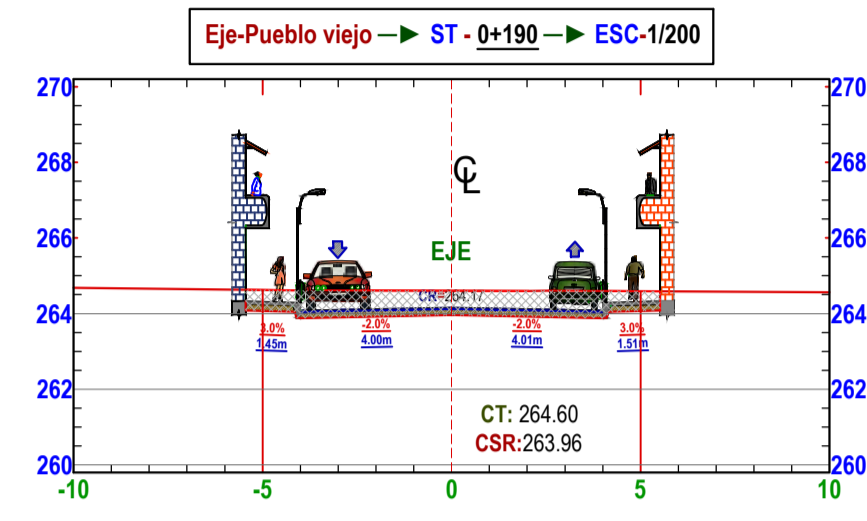 Eje-Pueblo viejo ST - 0+190 ESC-1/200
270 270
268 268
266 266
EJE
CR=264.17
264 264
3.0% -2.0% -2.0% 3.0%
1.45m 4.00m 4.01m 1.51m
262 262
CT: 264.60
CSR:263.96
260 260
-10 -5 0 5 10